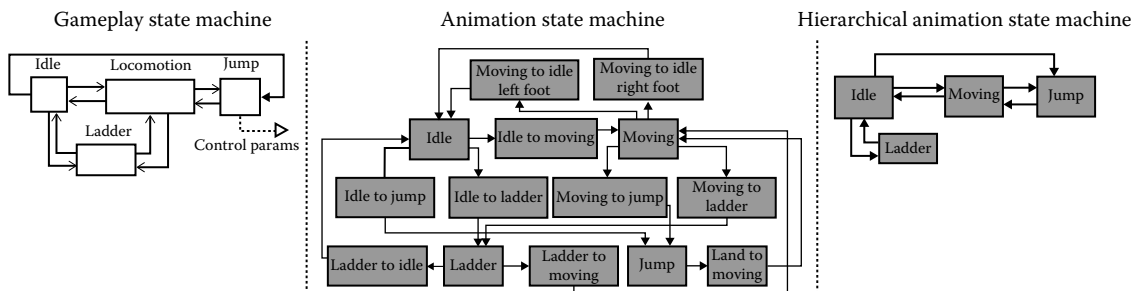 Gameplay state machine
Idle
Locomotion
Jump
Ladder
Control params
Animation state machine
Moving to idle
left foot
Moving to idle
right foot
Idle
Idle to moving
Moving
Idle to jump
Idle to ladder
Moving to jump
Moving to
ladder
Ladder to idle
Ladder
Ladder to
moving
Jump
Land to
moving
Hierarchical animation state machine
Idle
Moving
Jump
Ladder